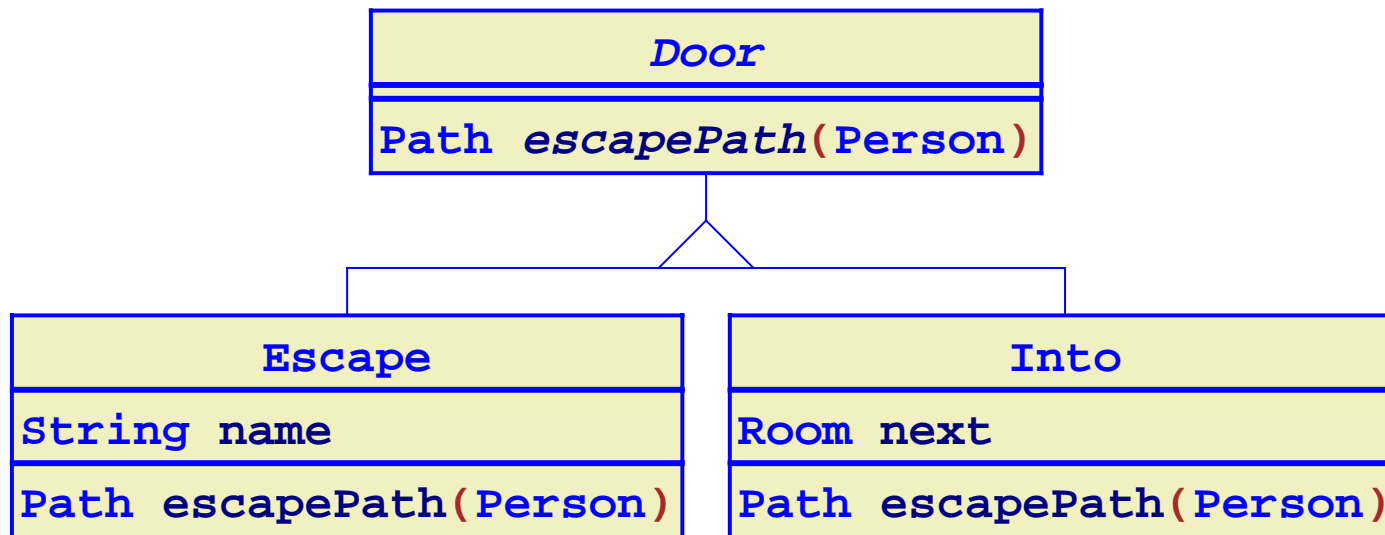 Door
Path escapePath(Person)
Escape
String name
Path escapePath(Person)
Into
Room next
Path escapePath(Person)